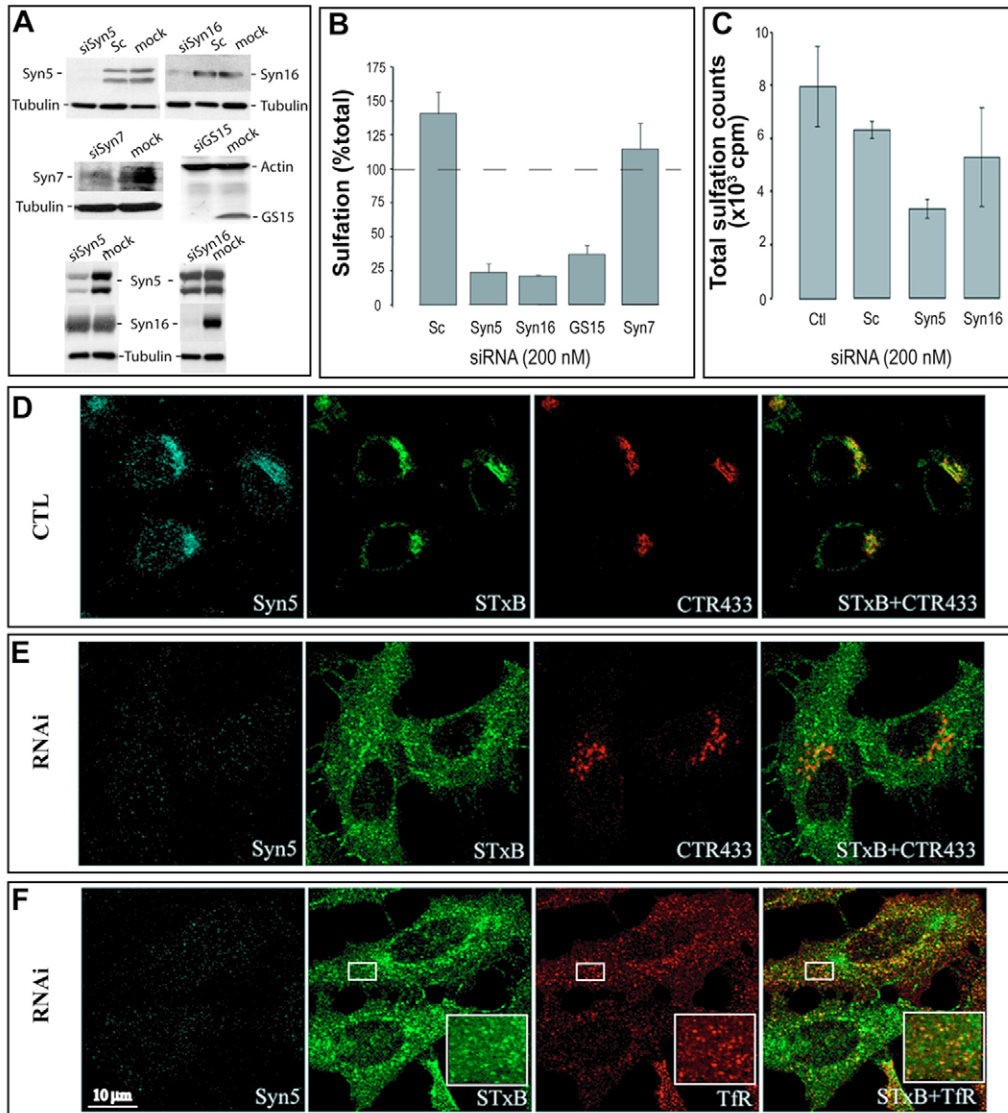 A
siSyn5 Sc mock
siSyn16 Sc mock
Syn5
Syn16
Tubulin
siSyn7 mock
siGS15 mock
Syn7
Actin
Tubulin
GS15
siSyn5 mock
siSyn16 mock
Syn5
Syn16
Tubulin
B
Sulfation (%total)
175
150
125
100
75
50
25
0
Sc Syn5 Syn16 GS15 Syn7
siRNA (200 nM)
C
Total sulfation counts
(x10³ cpm)
10
8
6
4
2
0
Ctl Sc Syn5 Syn16
siRNA (200 nM)
D
CTL
Syn5
STxB
CTR433
STxB+CTR433
E
RNAi
Syn5
STxB
CTR433
STxB+CTR433
F
RNAi
10 µm
Syn5
STxB
TfR
STxB+TfR